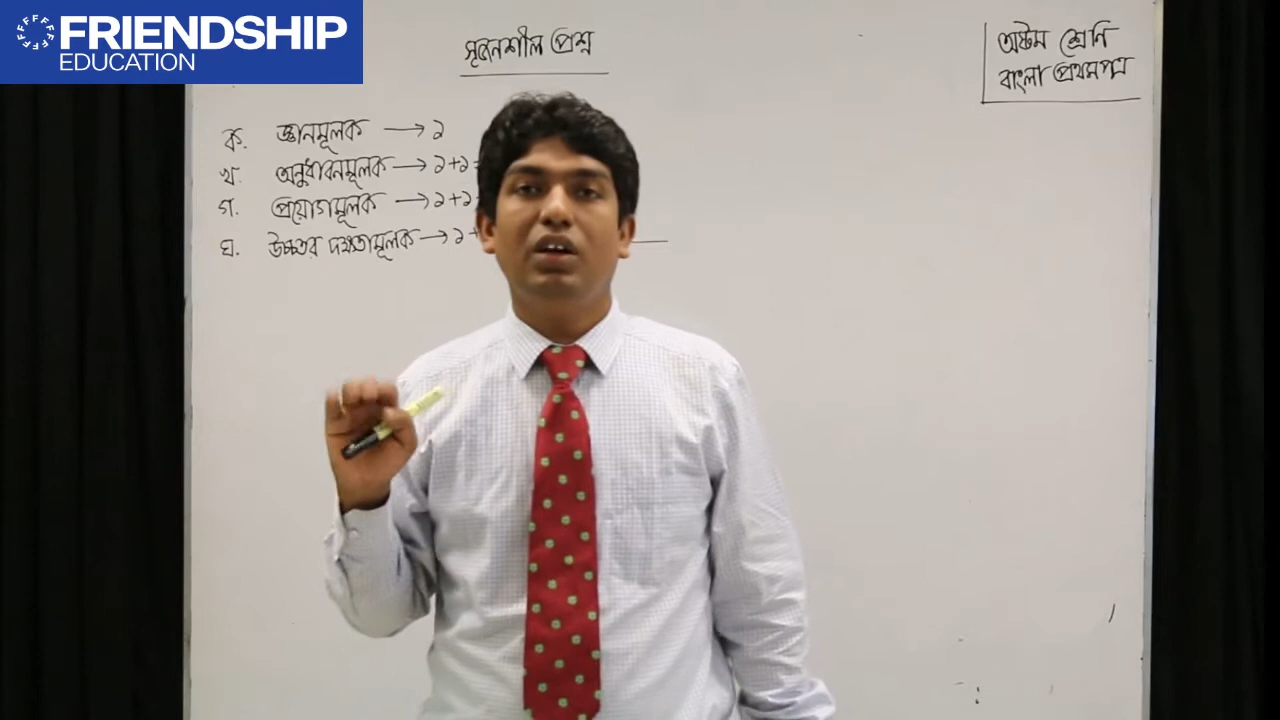 FRIENDSHIP
EDUCATION
সৃজনশীল প্রশ্ন
অষ্টম শ্রেণি
বাংলা প্রথমপত্র
ক. জ্ঞানমূলক → ১
খ. অনুধাবনমূলক → ১+১
গ. প্রয়োগমূলক → ১+১
ঘ. উচ্চতর দক্ষতামূলক → ১+